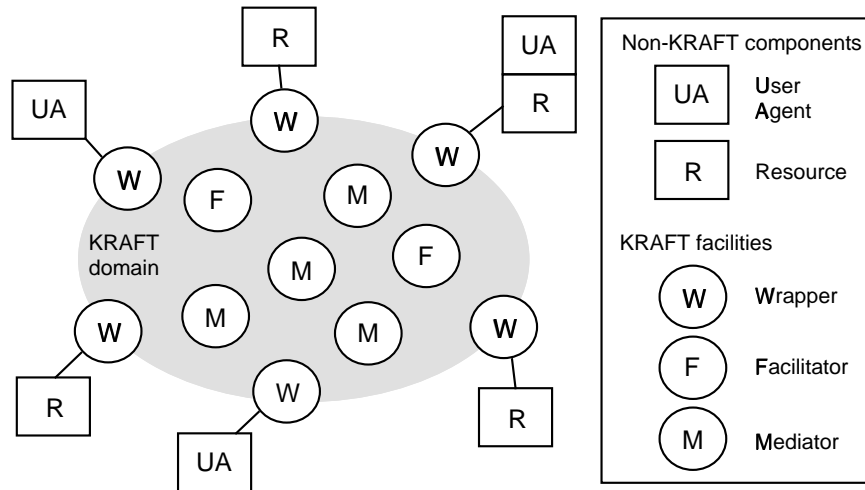 R
UA
R
UA
W
W
W
F
M
KRAFT
domain
M
F
M
M
W
W
W
R
R
UA
Non-KRAFT components
UA
User
Agent
R
Resource
KRAFT facilities
W
Wrapper
F
Facilitator
M
Mediator